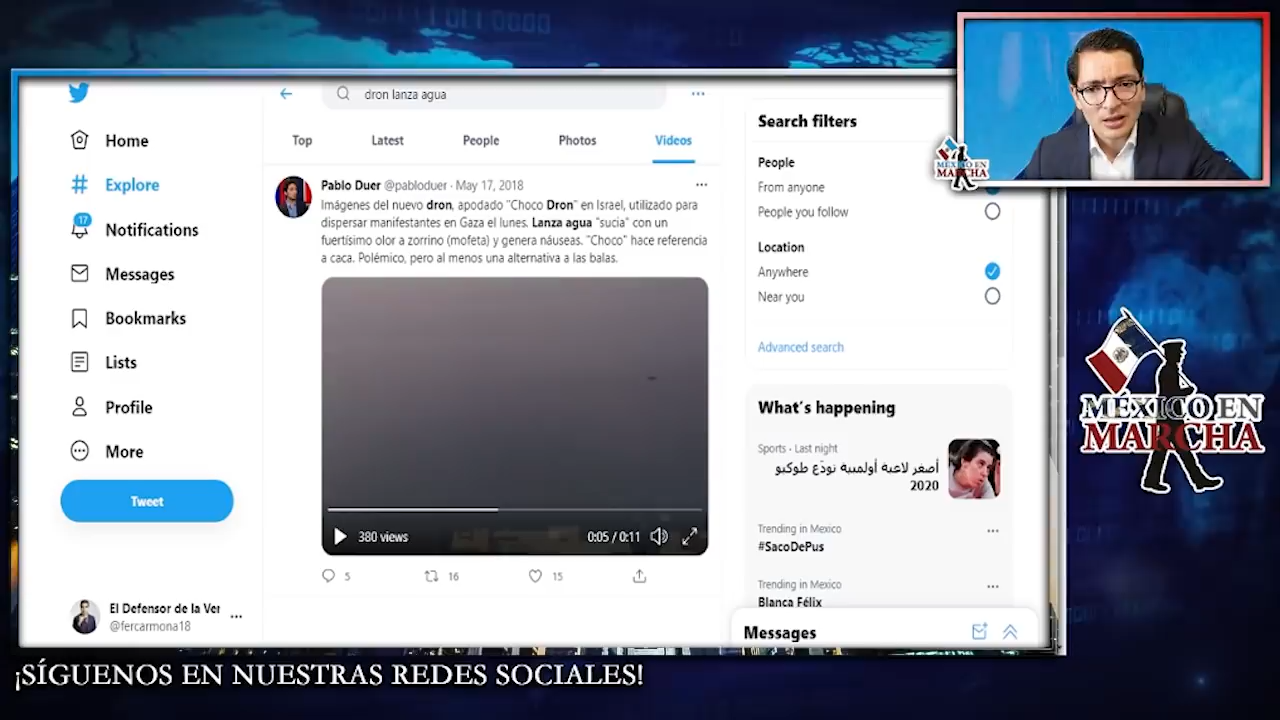 dron lanza agua
Home
Explore
17
Notifications
Messages
Bookmarks
Lists
Profile
More
Tweet
El Defensor de la Ver
@fercarmona18
Top
Latest
People
Photos
Videos
Pablo Duer @pabloduer · May 17, 2018
Imágenes del nuevo dron, apodado "Choco Dron" en Israel, utilizado para
dispersar manifestantes en Gaza el lunes. Lanza agua "sucia" con un
fuertísimo olor a zorrino (mofeta) y genera náuseas. "Choco" hace referencia
a caca. Polémico, pero al menos una alternativa a las balas.
380 views
0:05 / 0:11
5
16
15
Search filters
People
From anyone
People you follow
Location
Anywhere
Near you
Advanced search
What's happening
Sports · Last night
أصغر لاعبة أولمبية تودّع طوكيو
2020
Trending in Mexico
#SacoDePus
Trending in Mexico
Blanca Félix
Messages
MÉXICO EN
MARCHA
MÉXICO EN
MARCHA
¡SÍGUENOS EN NUESTRAS REDES SOCIALES!